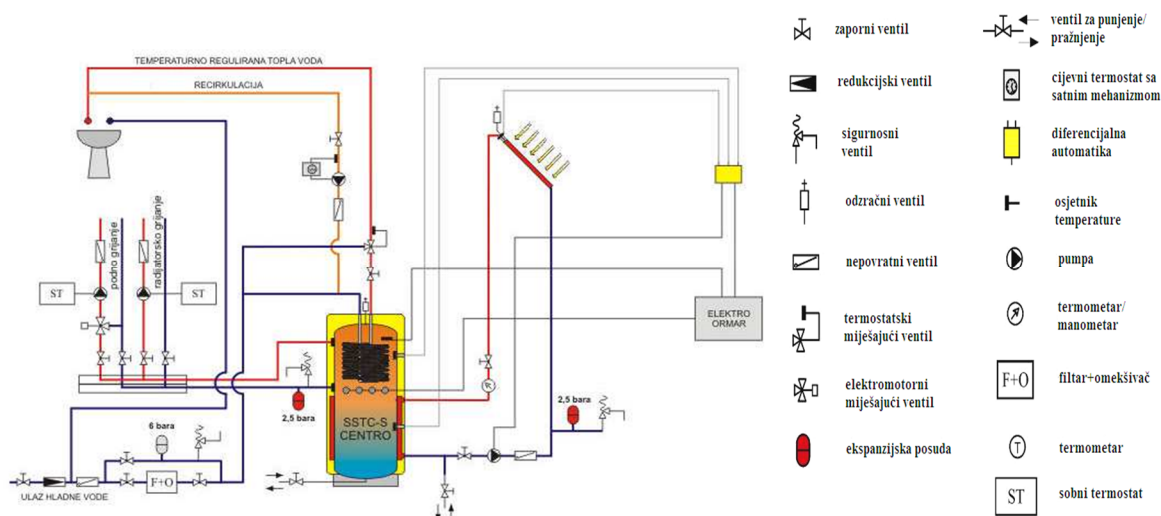 TEMPERATURNO REGULIRANA TOPLA VODA
RECIRKULACIJA
podno grijanje
radijatorsko grijanje
ST
ST
ELEKTRO
ORMAR
2,5 bara
SSTC-S
CENTRO
2,5 bara
6 bara
F+O
ULAZ HLADNE VODE
zaporni ventil
redukcijski ventil
sigurnosni
ventil
odzračni ventil
nepovratni ventil
termostatski
miješajući ventil
elektromotorni
miješajući ventil
ekspanzijska posuda
ventil za punjenje/
pražnjenje
cijevni termostat sa
satnim mehanizmom
diferencijalna
automatika
osjetnik
temperature
pumpa
termometar/
manometar
F+O
filtar+omekšivač
T
termometar
ST
sobni termostat